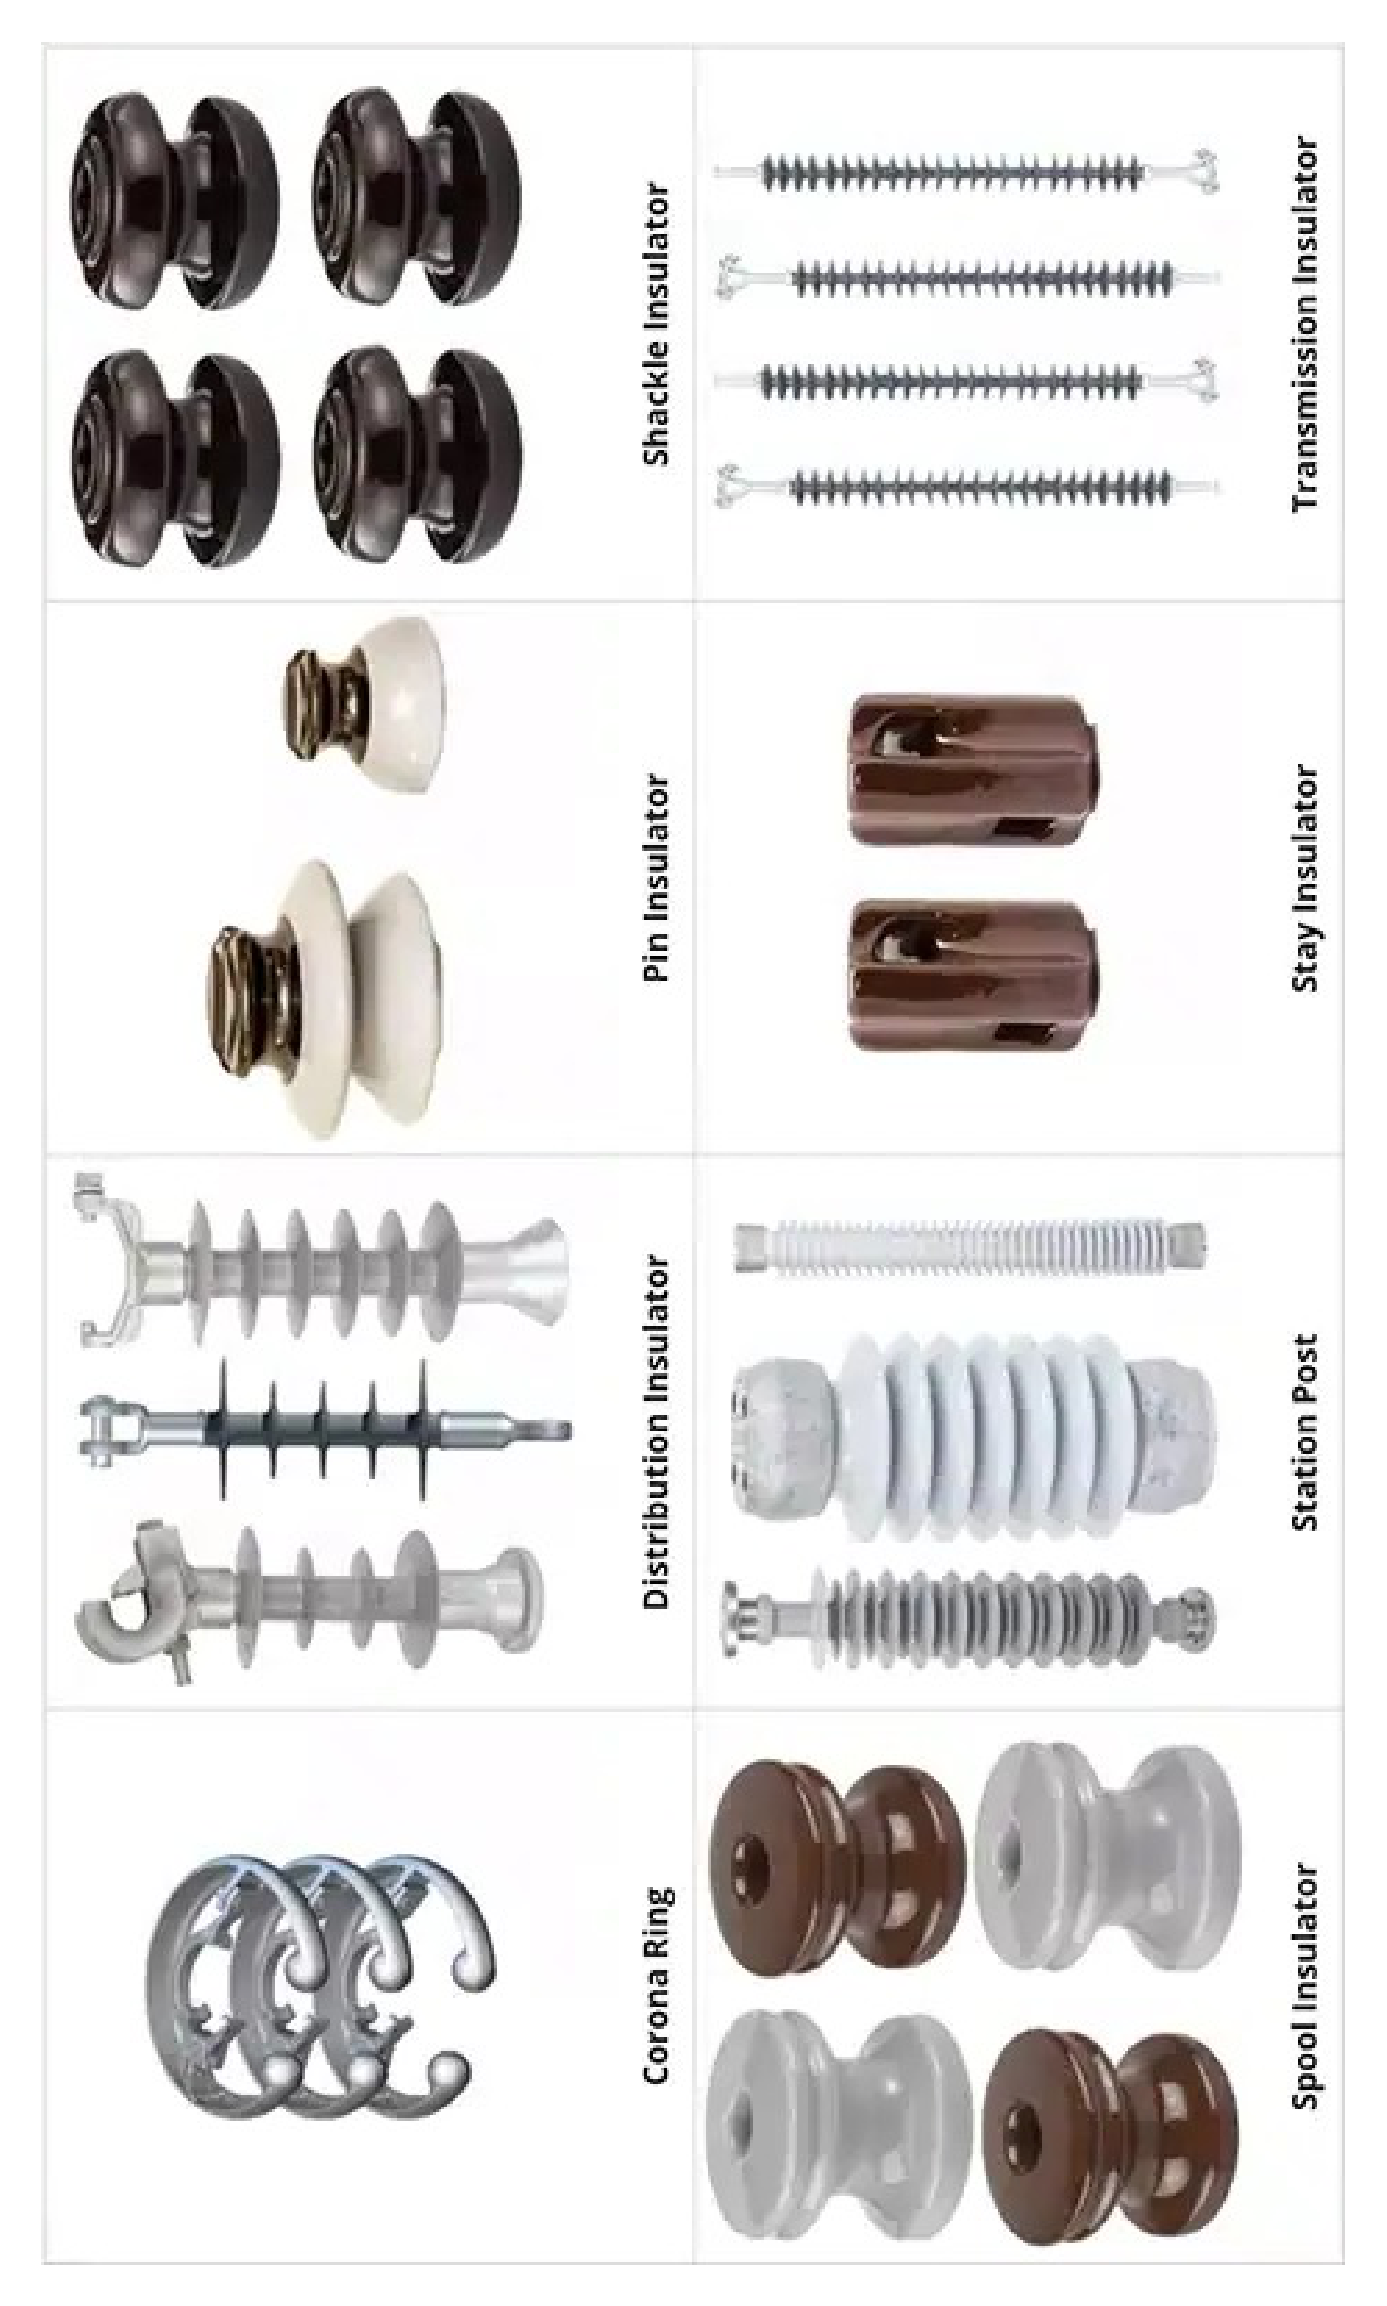 Corona Ring
Distribution Insulator
Pin Insulator
Shackle Insulator
Spool Insulator
Station Post
Stay Insulator
Transmission Insulator